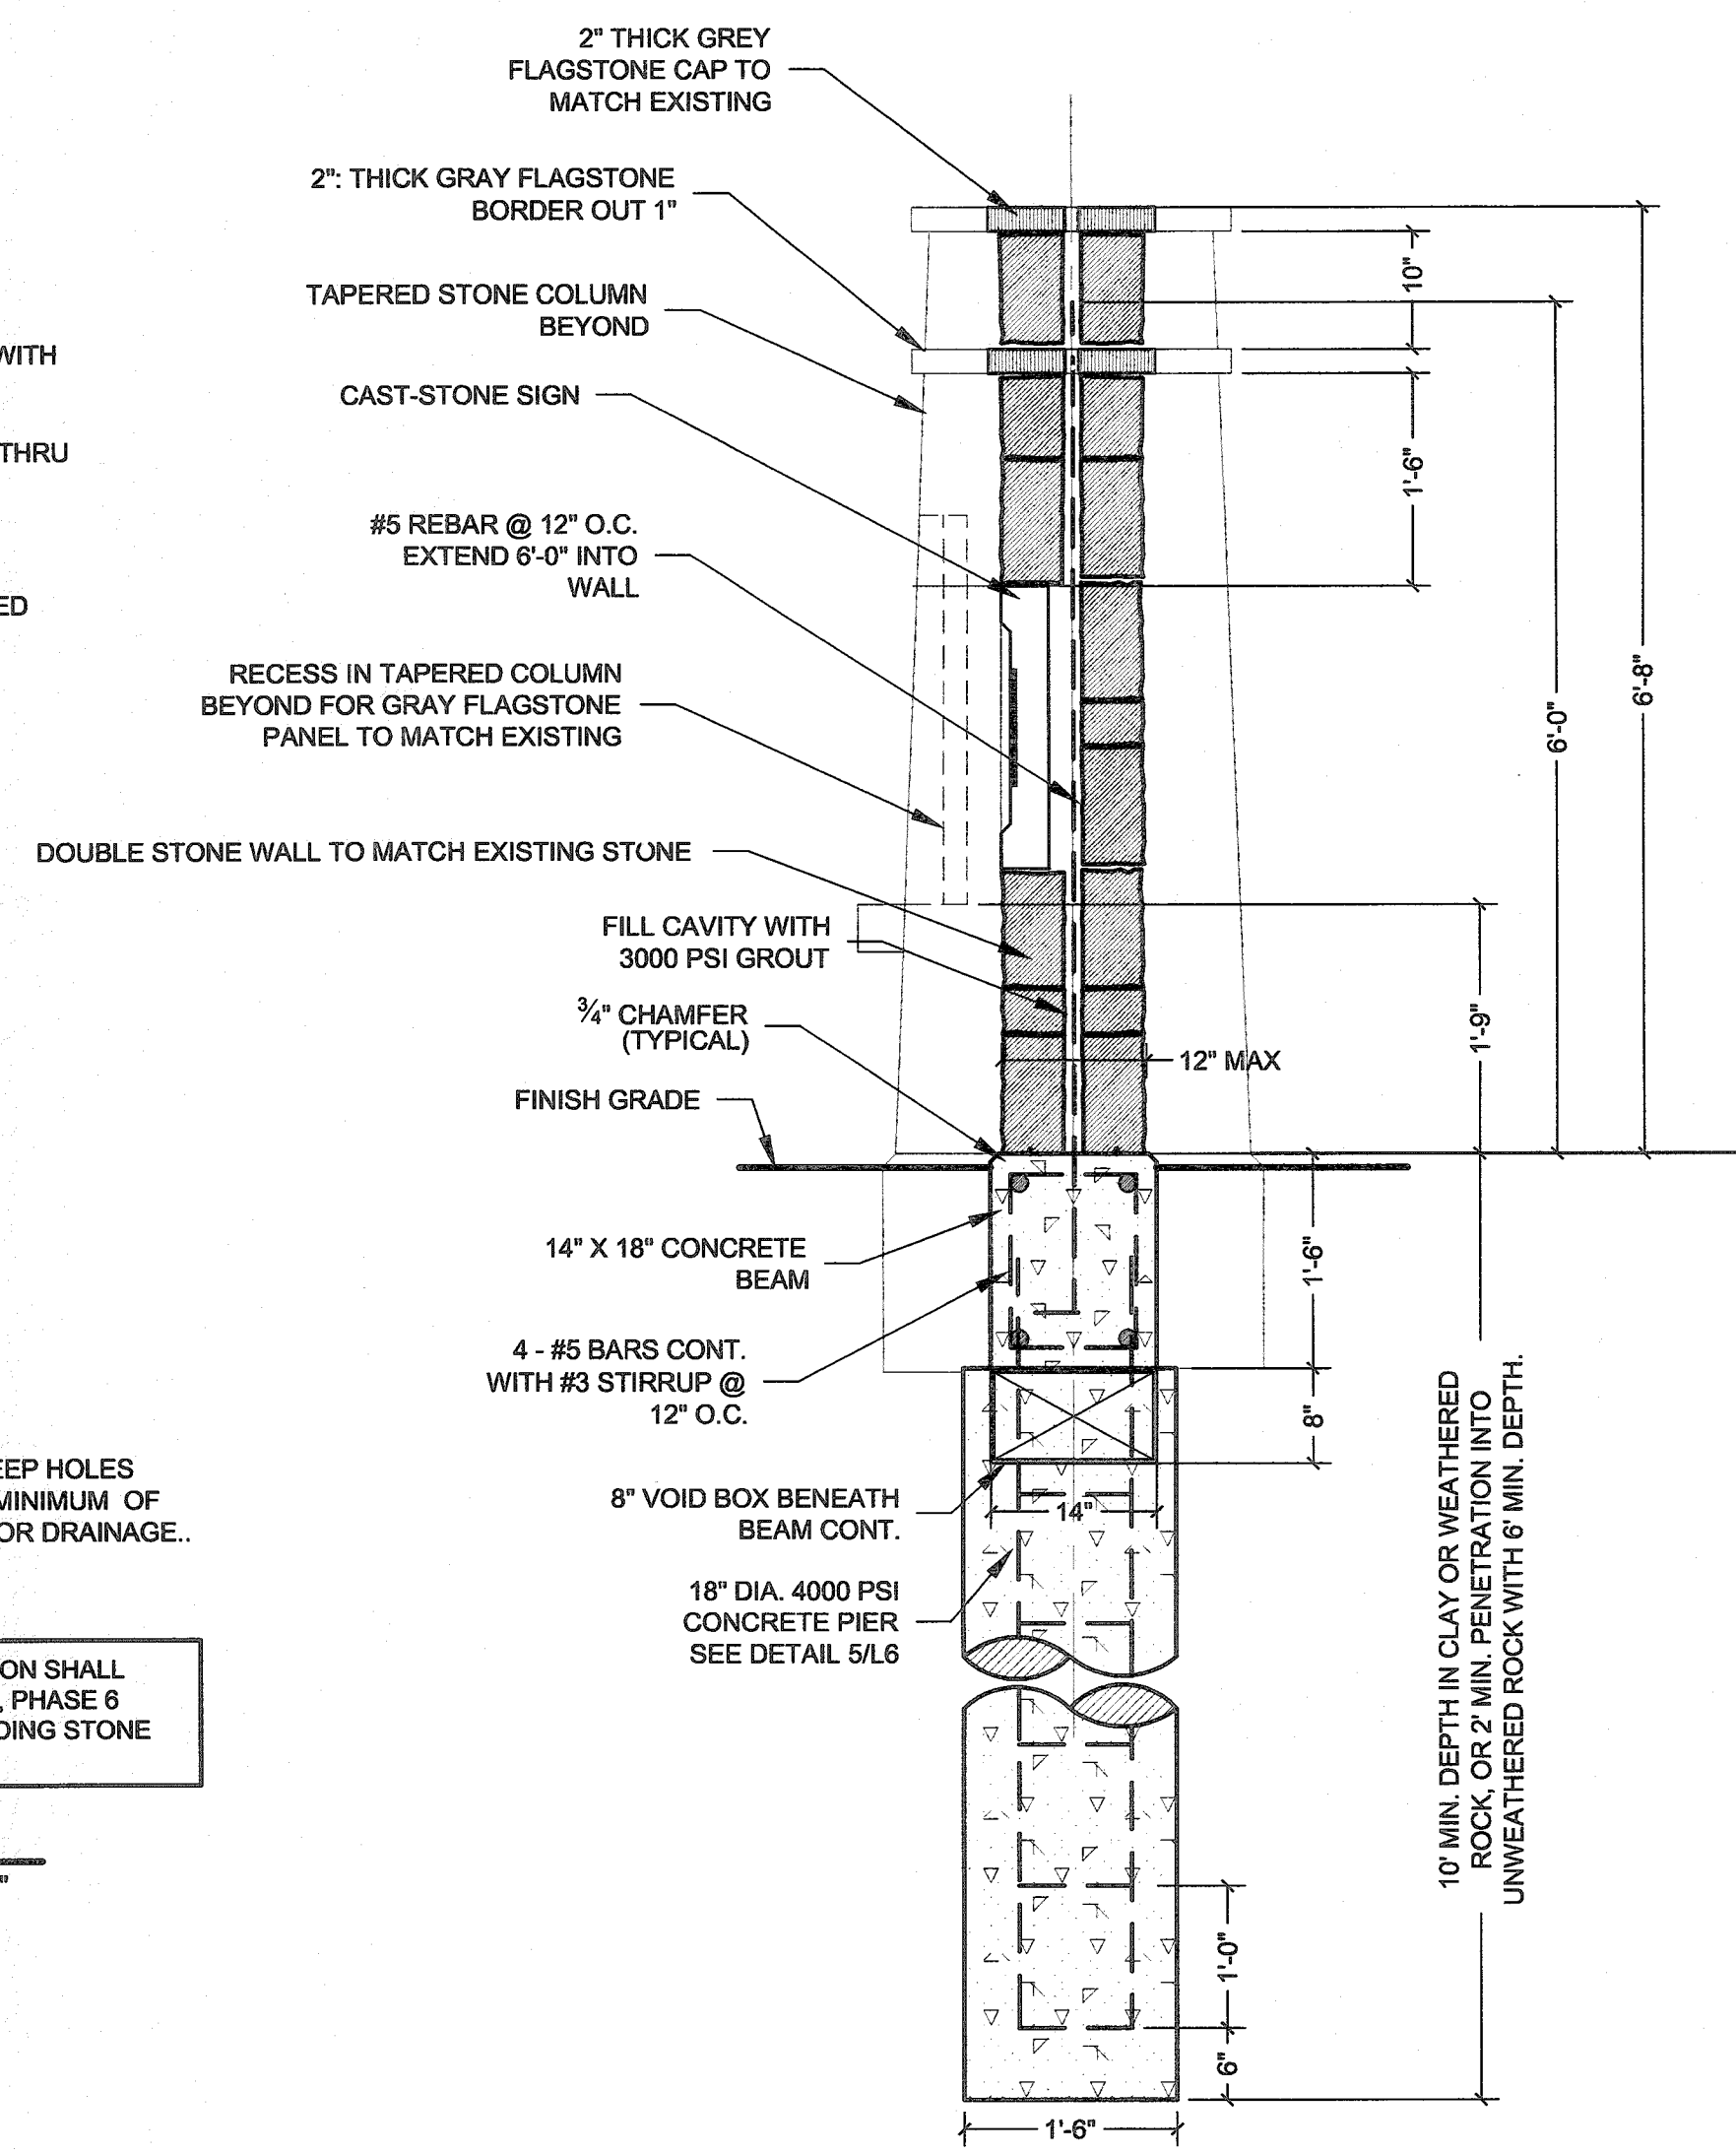 2" THICK GREY
FLAGSTONE CAP TO
MATCH EXISTING
2": THICK GRAY FLAGSTONE
BORDER OUT 1"
TAPERED STONE COLUMN
BEYOND
CAST-STONE SIGN
#5 REBAR @ 12" O.C.
EXTEND 6'-0" INTO
WALL
RECESS IN TAPERED COLUMN
BEYOND FOR GRAY FLAGSTONE
PANEL TO MATCH EXISTING
DOUBLE STONE WALL TO MATCH EXISTING STONE
FILL CAVITY WITH
3000 PSI GROUT
¾" CHAMFER
(TYPICAL)
FINISH GRADE
14" X 18" CONCRETE
BEAM
4 - #5 BARS CONT.
WITH #3 STIRRUP @
12" O.C.
8" VOID BOX BENEATH
BEAM CONT.
18" DIA. 4000 PSI
CONCRETE PIER
SEE DETAIL 5/L6
WITH
THRU
ED
EEP HOLES
MINIMUM OF
OR DRAINAGE..
ON SHALL
, PHASE 6
DING STONE
"
10"
1'-6"
6'-0"
6'-8"
1'-9"
12" MAX
1'-6"
8"
14"
10' MIN. DEPTH IN CLAY OR WEATHERED
ROCK, OR 2' MIN. PENETRATION INTO
UNWEATHERED ROCK WITH 6' MIN. DEPTH.
1'-0"
6"
1'-6"